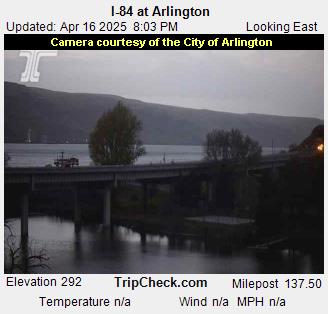 I-84 at Arlington
Updated: Apr 16 2025 8:03 PM Looking East
Camera courtesy of the City of Arlington
Elevation 292 TripCheck.com Milepost 137.50
Temperature n/a Wind n/a MPH n/a